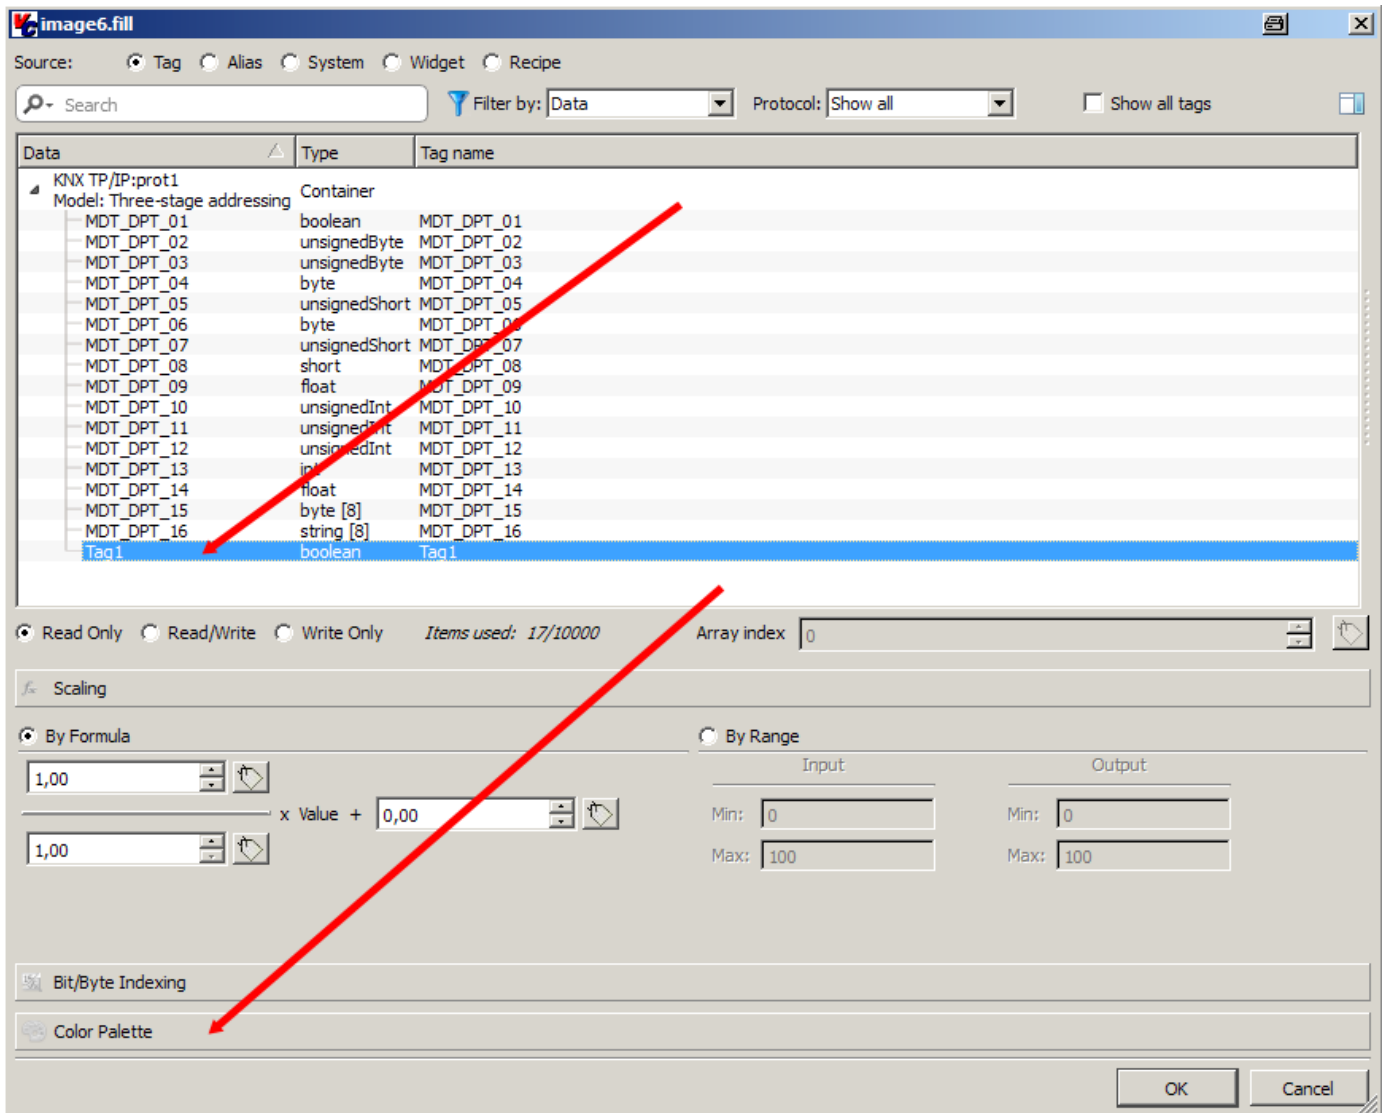 image6.fill
Source: Tag Alias System Widget Recipe
Search Filter by: Data Protocol: Show all Show all tags
Data Type Tag name
KNX TP/IP:prot1
Model: Three-stage addressing Container
MDT_DPT_01 boolean MDT_DPT_01
MDT_DPT_02 unsignedByte MDT_DPT_02
MDT_DPT_03 unsignedByte MDT_DPT_03
MDT_DPT_04 byte MDT_DPT_04
MDT_DPT_05 unsignedShort MDT_DPT_05
MDT_DPT_06 byte MDT_DPT_06
MDT_DPT_07 unsignedShort MDT_DPT_07
MDT_DPT_08 short MDT_DPT_08
MDT_DPT_09 float MDT_DPT_09
MDT_DPT_10 unsignedInt MDT_DPT_10
MDT_DPT_11 unsignedInt MDT_DPT_11
MDT_DPT_12 unsignedInt MDT_DPT_12
MDT_DPT_13 int MDT_DPT_13
MDT_DPT_14 float MDT_DPT_14
MDT_DPT_15 byte [8] MDT_DPT_15
MDT_DPT_16 string [8] MDT_DPT_16
Tag1 boolean Tag1
Read Only Read/Write Write Only Items used: 17/10000 Array index 0
Scaling
By Formula By Range
Input Output
1,00
x Value + 0,00 Min: 0 Min: 0
1,00 Max: 100 Max: 100
Bit/Byte Indexing
Color Palette
OK Cancel